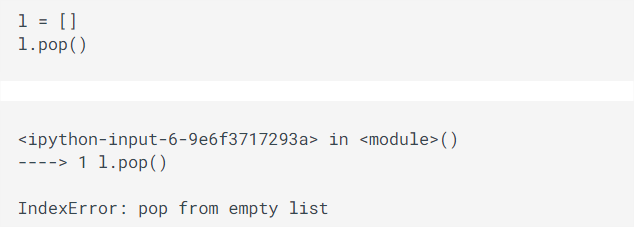 l = []
l.pop()
<ipython-input-6-9e6f3717293a> in <module>()
----> 1 l.pop()
IndexError: pop from empty list